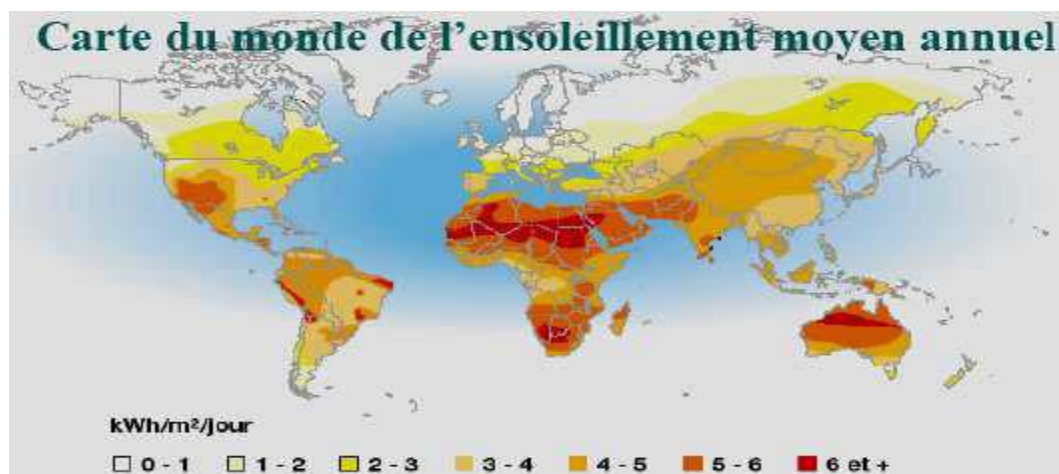 Carte du monde de l'ensoleillement moyen annuel
kWh/m²/jour
0 - 1 1 - 2 2 - 3 3 - 4 4 - 5 5 - 6 6 et +